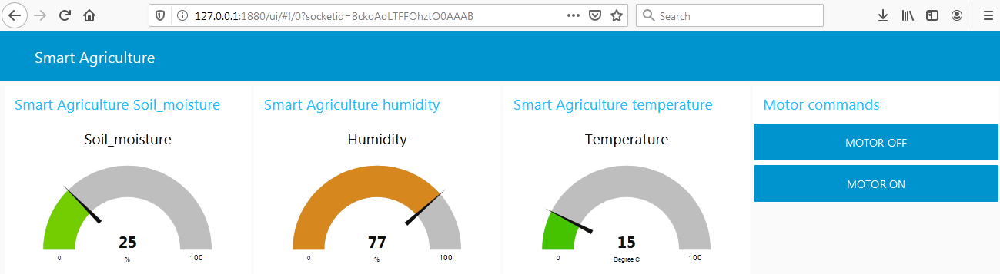 127.0.0.1:1880/ui/#!/0?socketid=8ckoAoLTFFOhztO0AAAB
Search
Smart Agriculture
Smart Agriculture Soil_moisture
Soil_moisture
25
%
0
100
Smart Agriculture humidity
Humidity
77
%
0
100
Smart Agriculture temperature
Temperature
15
Degree C
0
100
Motor commands
MOTOR OFF
MOTOR ON